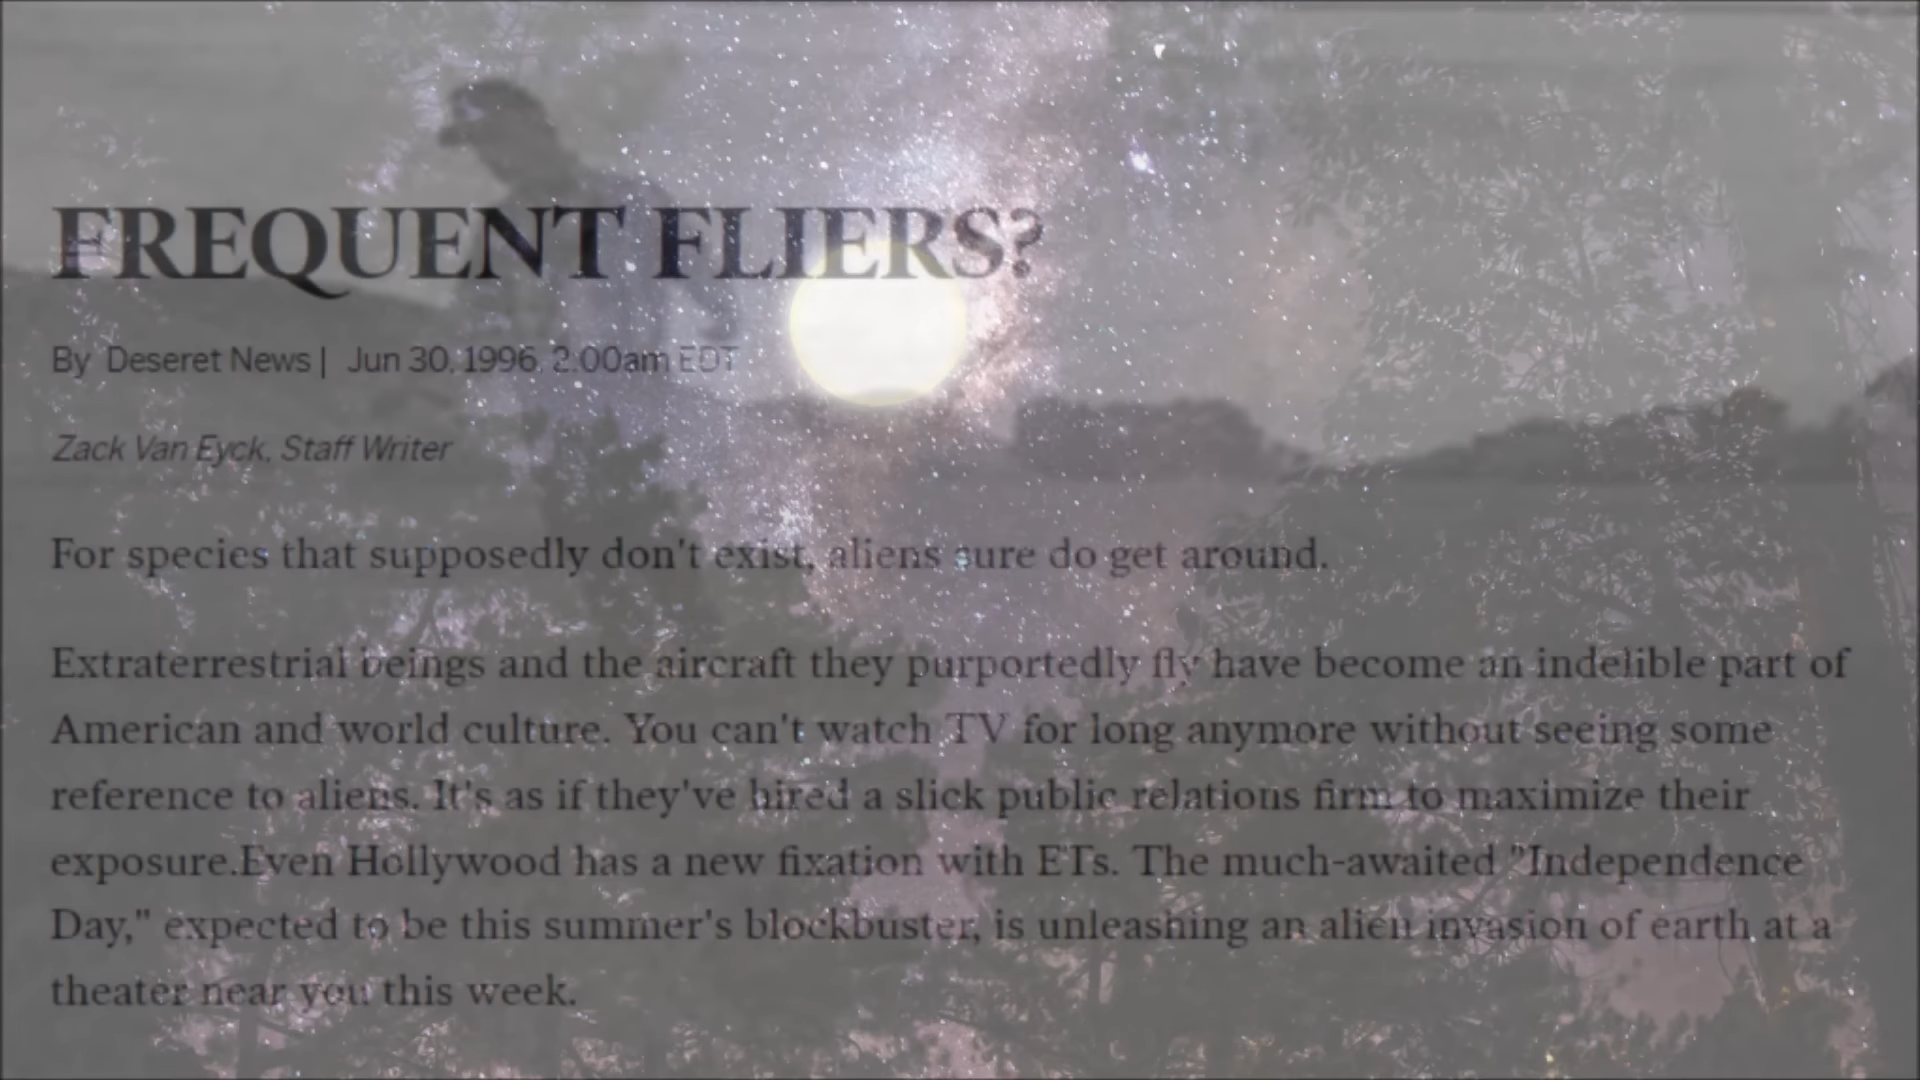 FREQUENT FLIERS?
By Deseret News | Jun 30, 1996, 2:00am EDT
Zack Van Eyck, Staff Writer
For species that supposedly don't exist, aliens sure do get around.
Extraterrestrial beings and the aircraft they purportedly fly have become an indelible part of
American and world culture. You can't watch TV for long anymore without seeing some
reference to aliens. It's as if they've hired a slick public relations firm to maximize their
exposure.Even Hollywood has a new fixation with ETs. The much-awaited "Independence
Day," expected to be this summer's blockbuster, is unleashing an alien invasion of earth at a
theater near you this week.